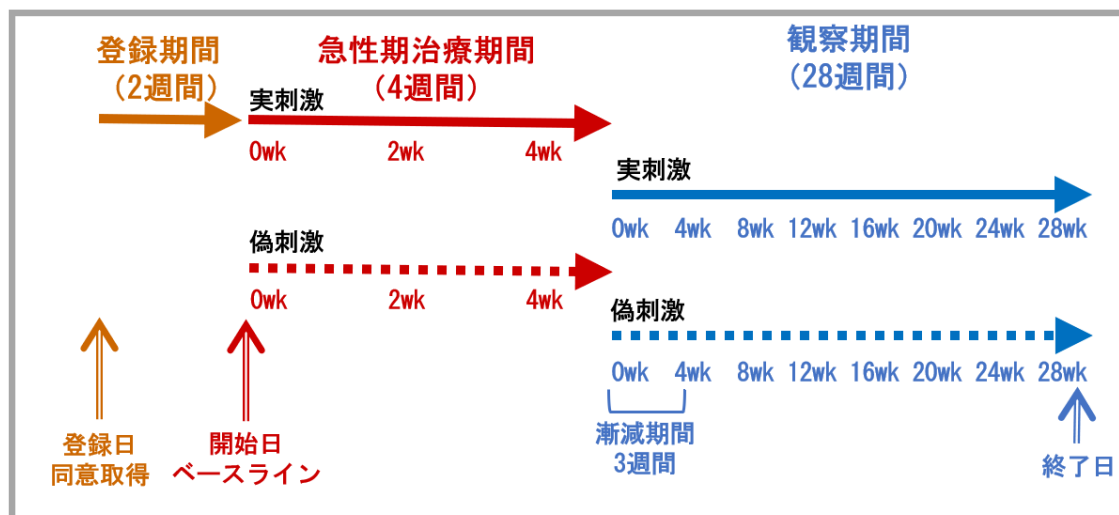 登録期間
（2週間）
急性期治療期間
（4週間）
観察期間
（28週間）
実刺激
0wk 2wk 4wk
実刺激
0wk 4wk 8wk 12wk 16wk 20wk 24wk 28wk
偽刺激
0wk 2wk 4wk
偽刺激
0wk 4wk 8wk 12wk 16wk 20wk 24wk 28wk
登録日
同意取得
開始日
ベースライン
漸減期間
3週間
終了日